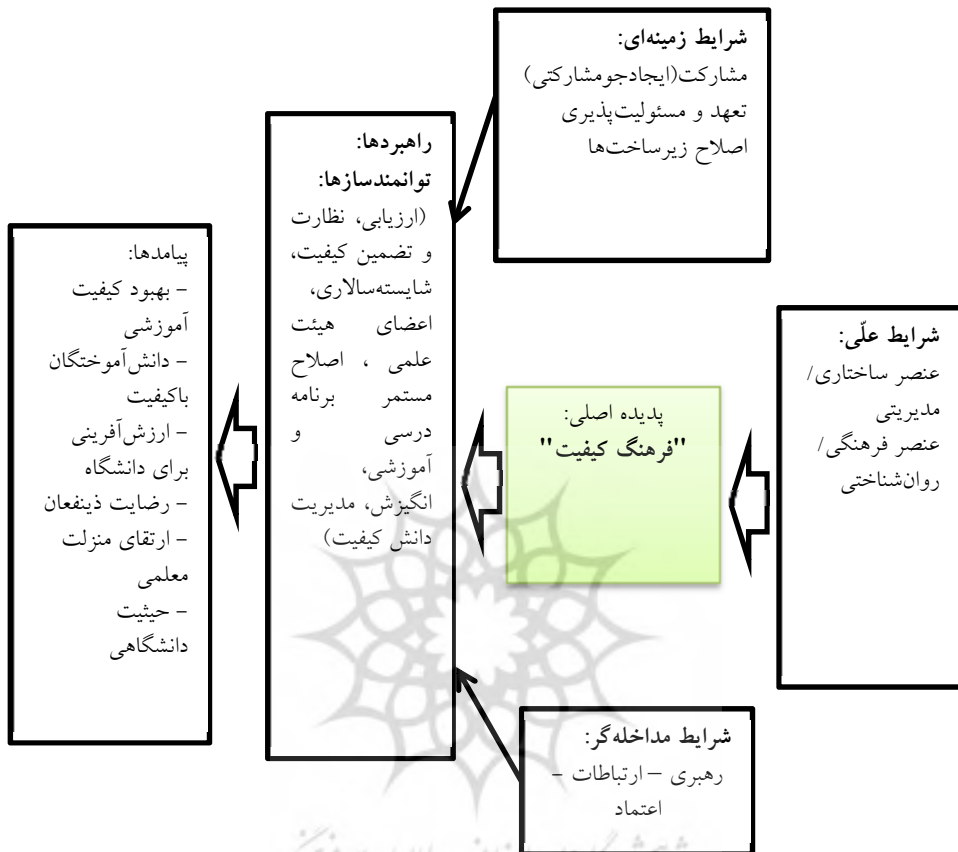 شرایط زمینه‌ای:
مشارکت(ایجادجومشارکتی)
تعهد و مسئولیت‌پذیری
اصلاح زیرساخت‌ها
شرایط علّی:
عنصر ساختاری/
مدیریتی
عنصر فرهنگی/
روان‌شناختی
پدیده اصلی:
"فرهنگ کیفیت"
شرایط مداخله‌گر:
رهبری – ارتباطات –
اعتماد
راهبردها:
توانمندسازها:
(ارزیابی، نظارت
و تضمین کیفیت،
شایسته‌سالاری،
اعضای هیئت
علمی ، اصلاح
مستمر برنامه
درسی و
آموزشی،
انگیزش، مدیریت
دانش کیفیت)
پیامدها:
– بهبود کیفیت
آموزشی
– دانش‌آموختگان
باکیفیت
– ارزش‌آفرینی
برای دانشگاه
– رضایت ذینفعان
– ارتقای منزلت
معلمی
– حیثیت
دانشگاهی